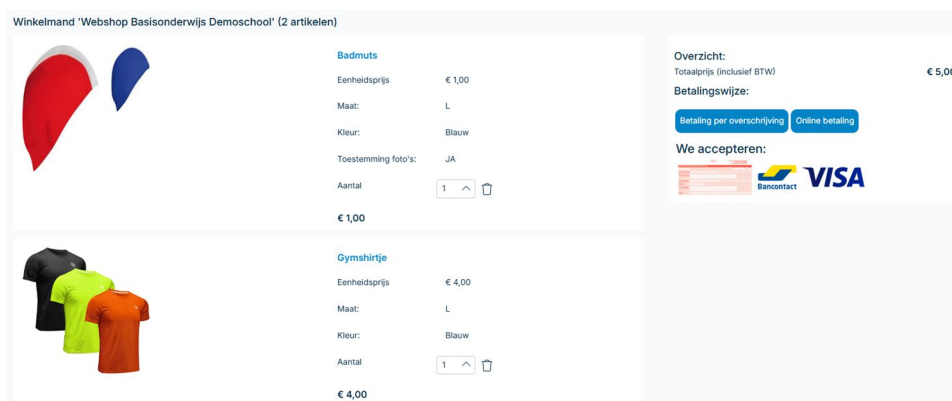 Winkelmand 'Webshop Basisonderwijs Demoschool' (2 artikelen)
Badmuts
Eenheidsprijs € 1,00
Maat: L
Kleur: Blauw
Toestemming foto's: JA
Aantal 1
€ 1,00
Gymshirtje
Eenheidsprijs € 4,00
Maat: L
Kleur: Blauw
Aantal 1
€ 4,00
Overzicht:
Totaalprijs (inclusief BTW) € 5,00
Betalingswijze:
Betaling per overschrijving Online betaling
We accepteren:
Bancontact VISA